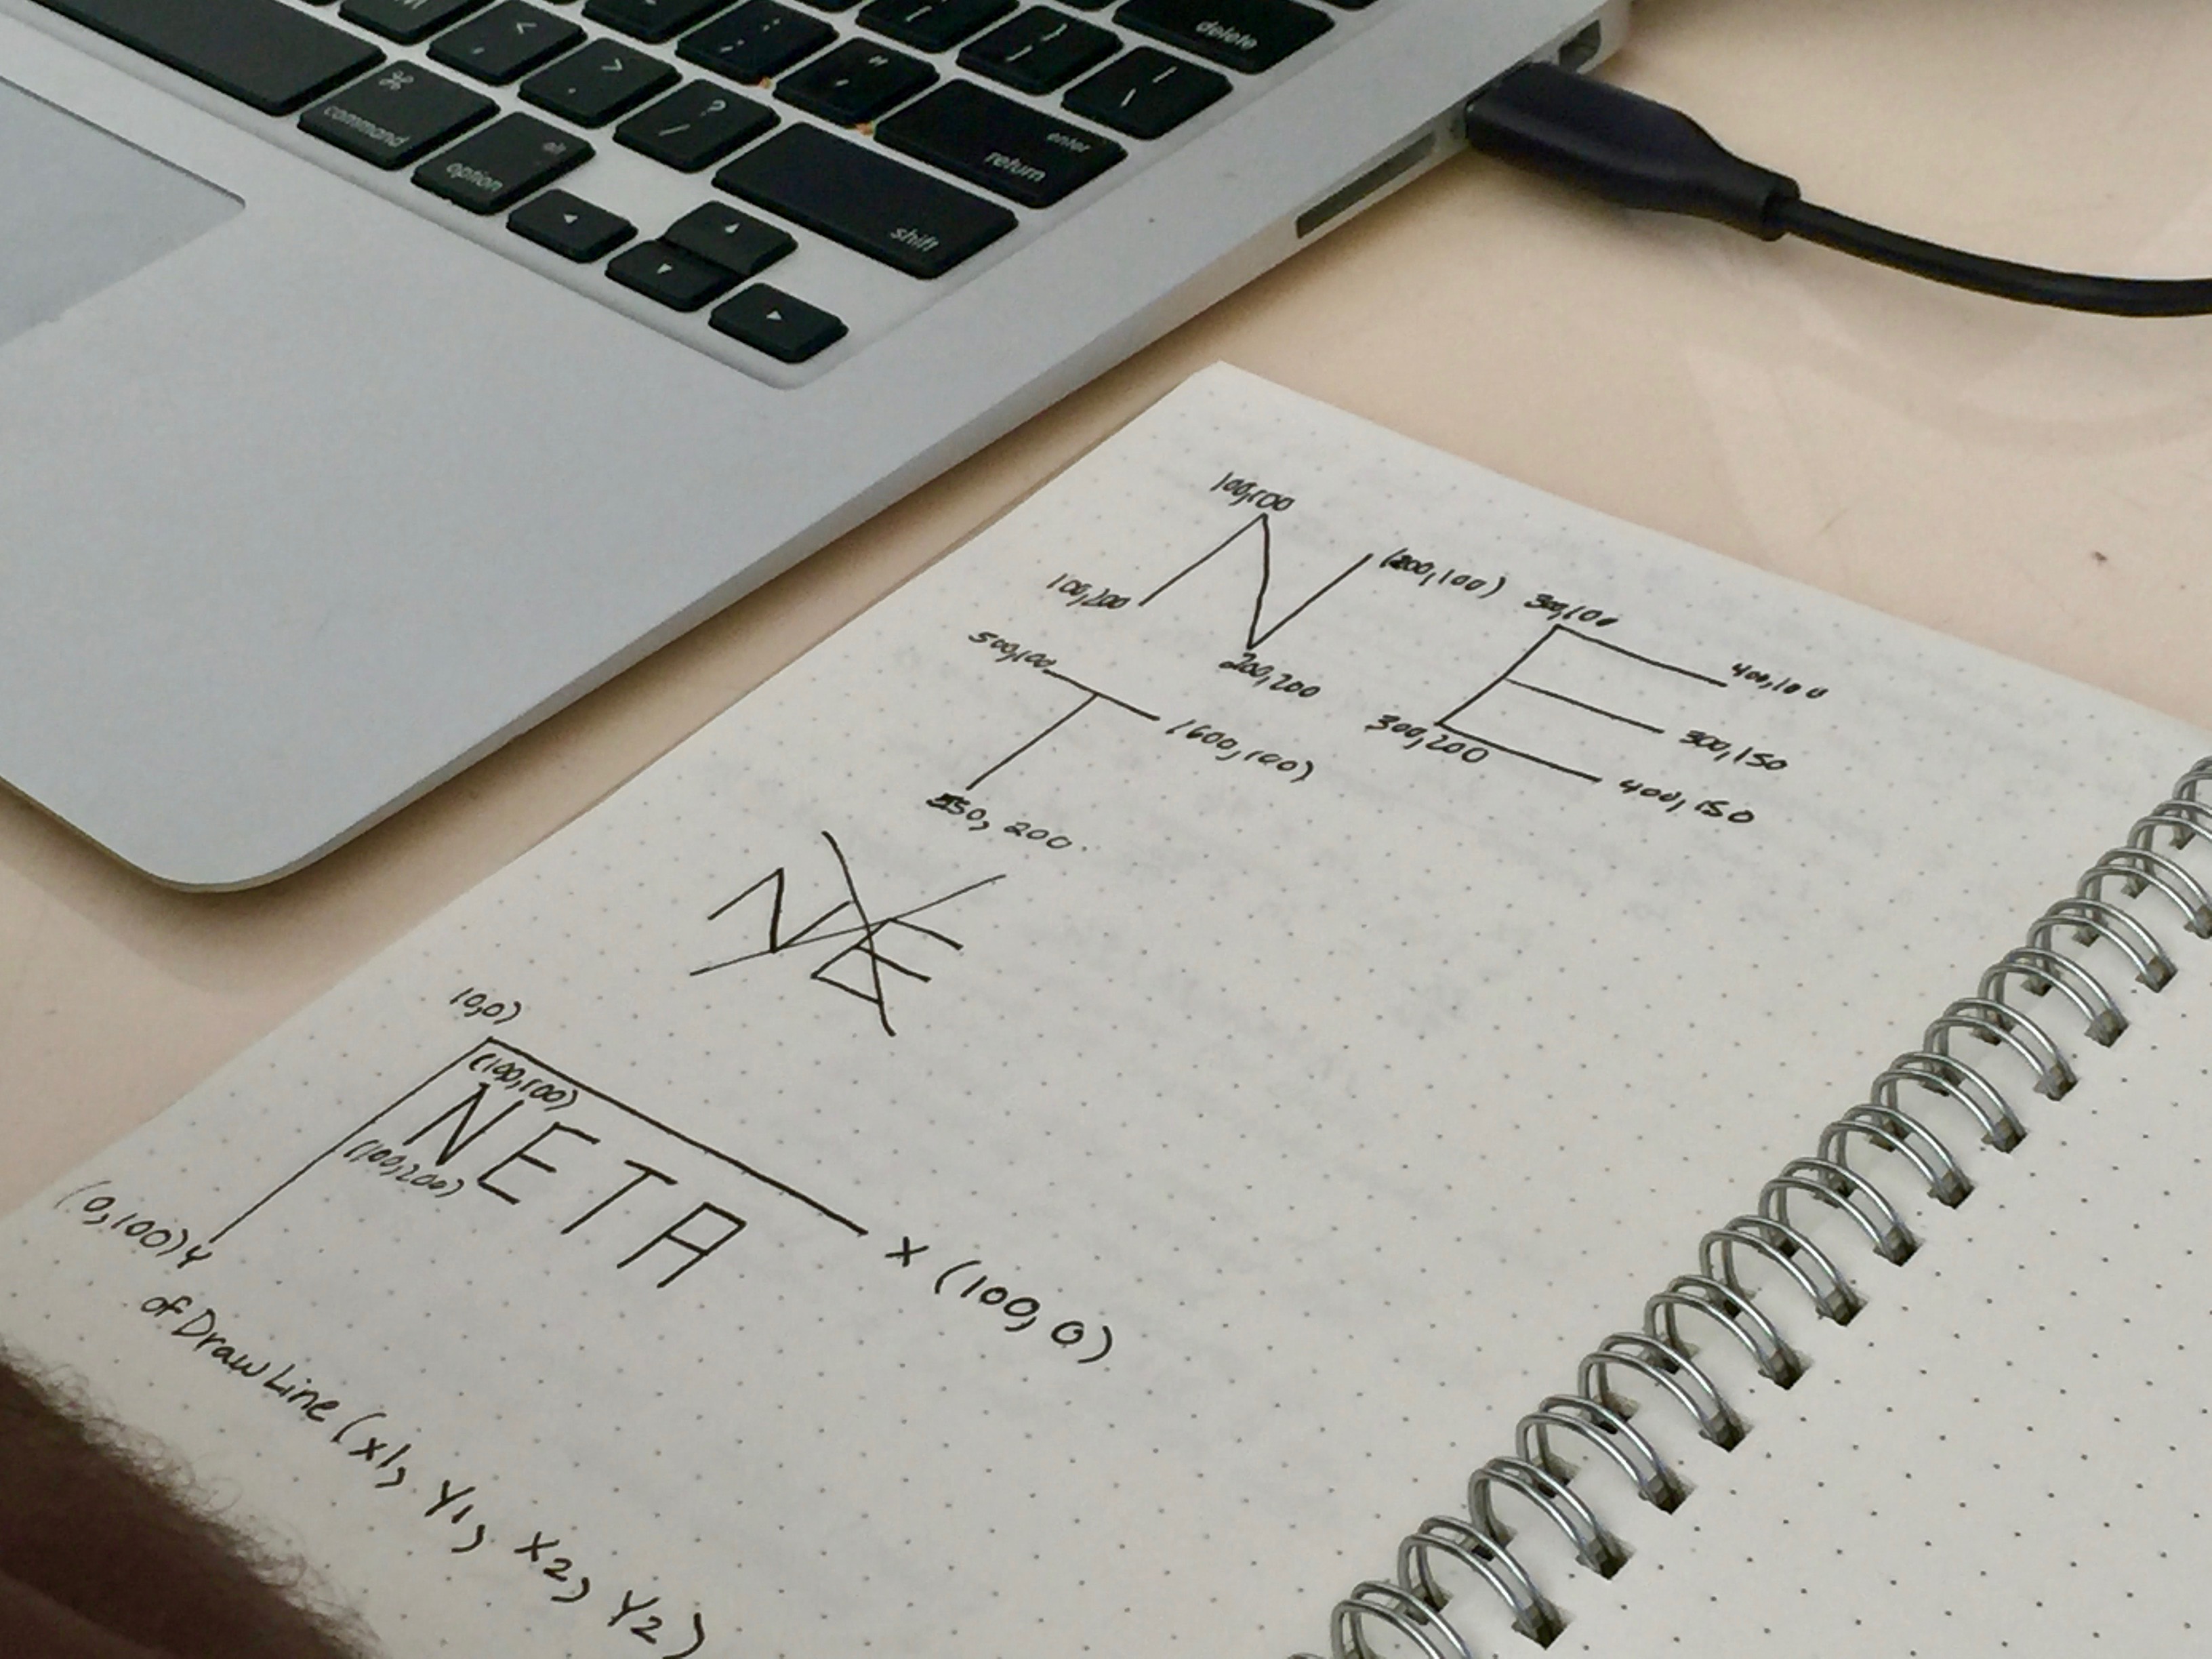 delete
enter
return
shift
command
alt
option
100,100
100,200
(200,100)
200,200
300,100
400,100
300,150
300,200
400,150
500,100
(600,100)
550, 200
NE
(0,0)
(100,100)
NETA
(100,200)
(0,100) Y
X (100, 0)
ofDrawLine (x1, Y1, X2, Y2)